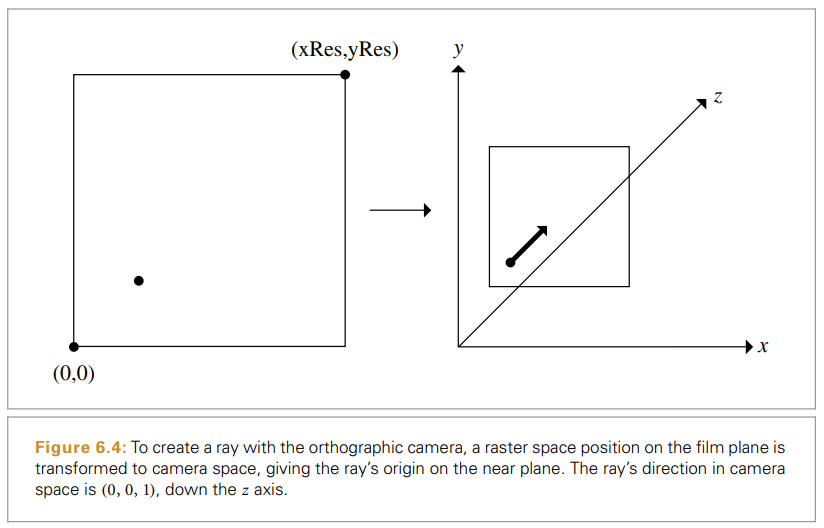 (xRes,yRes)
y
z
x
(0,0)
Figure 6.4: To create a ray with the orthographic camera, a raster space position on the film plane is
transformed to camera space, giving the ray’s origin on the near plane. The ray’s direction in camera
space is (0, 0, 1), down the z axis.